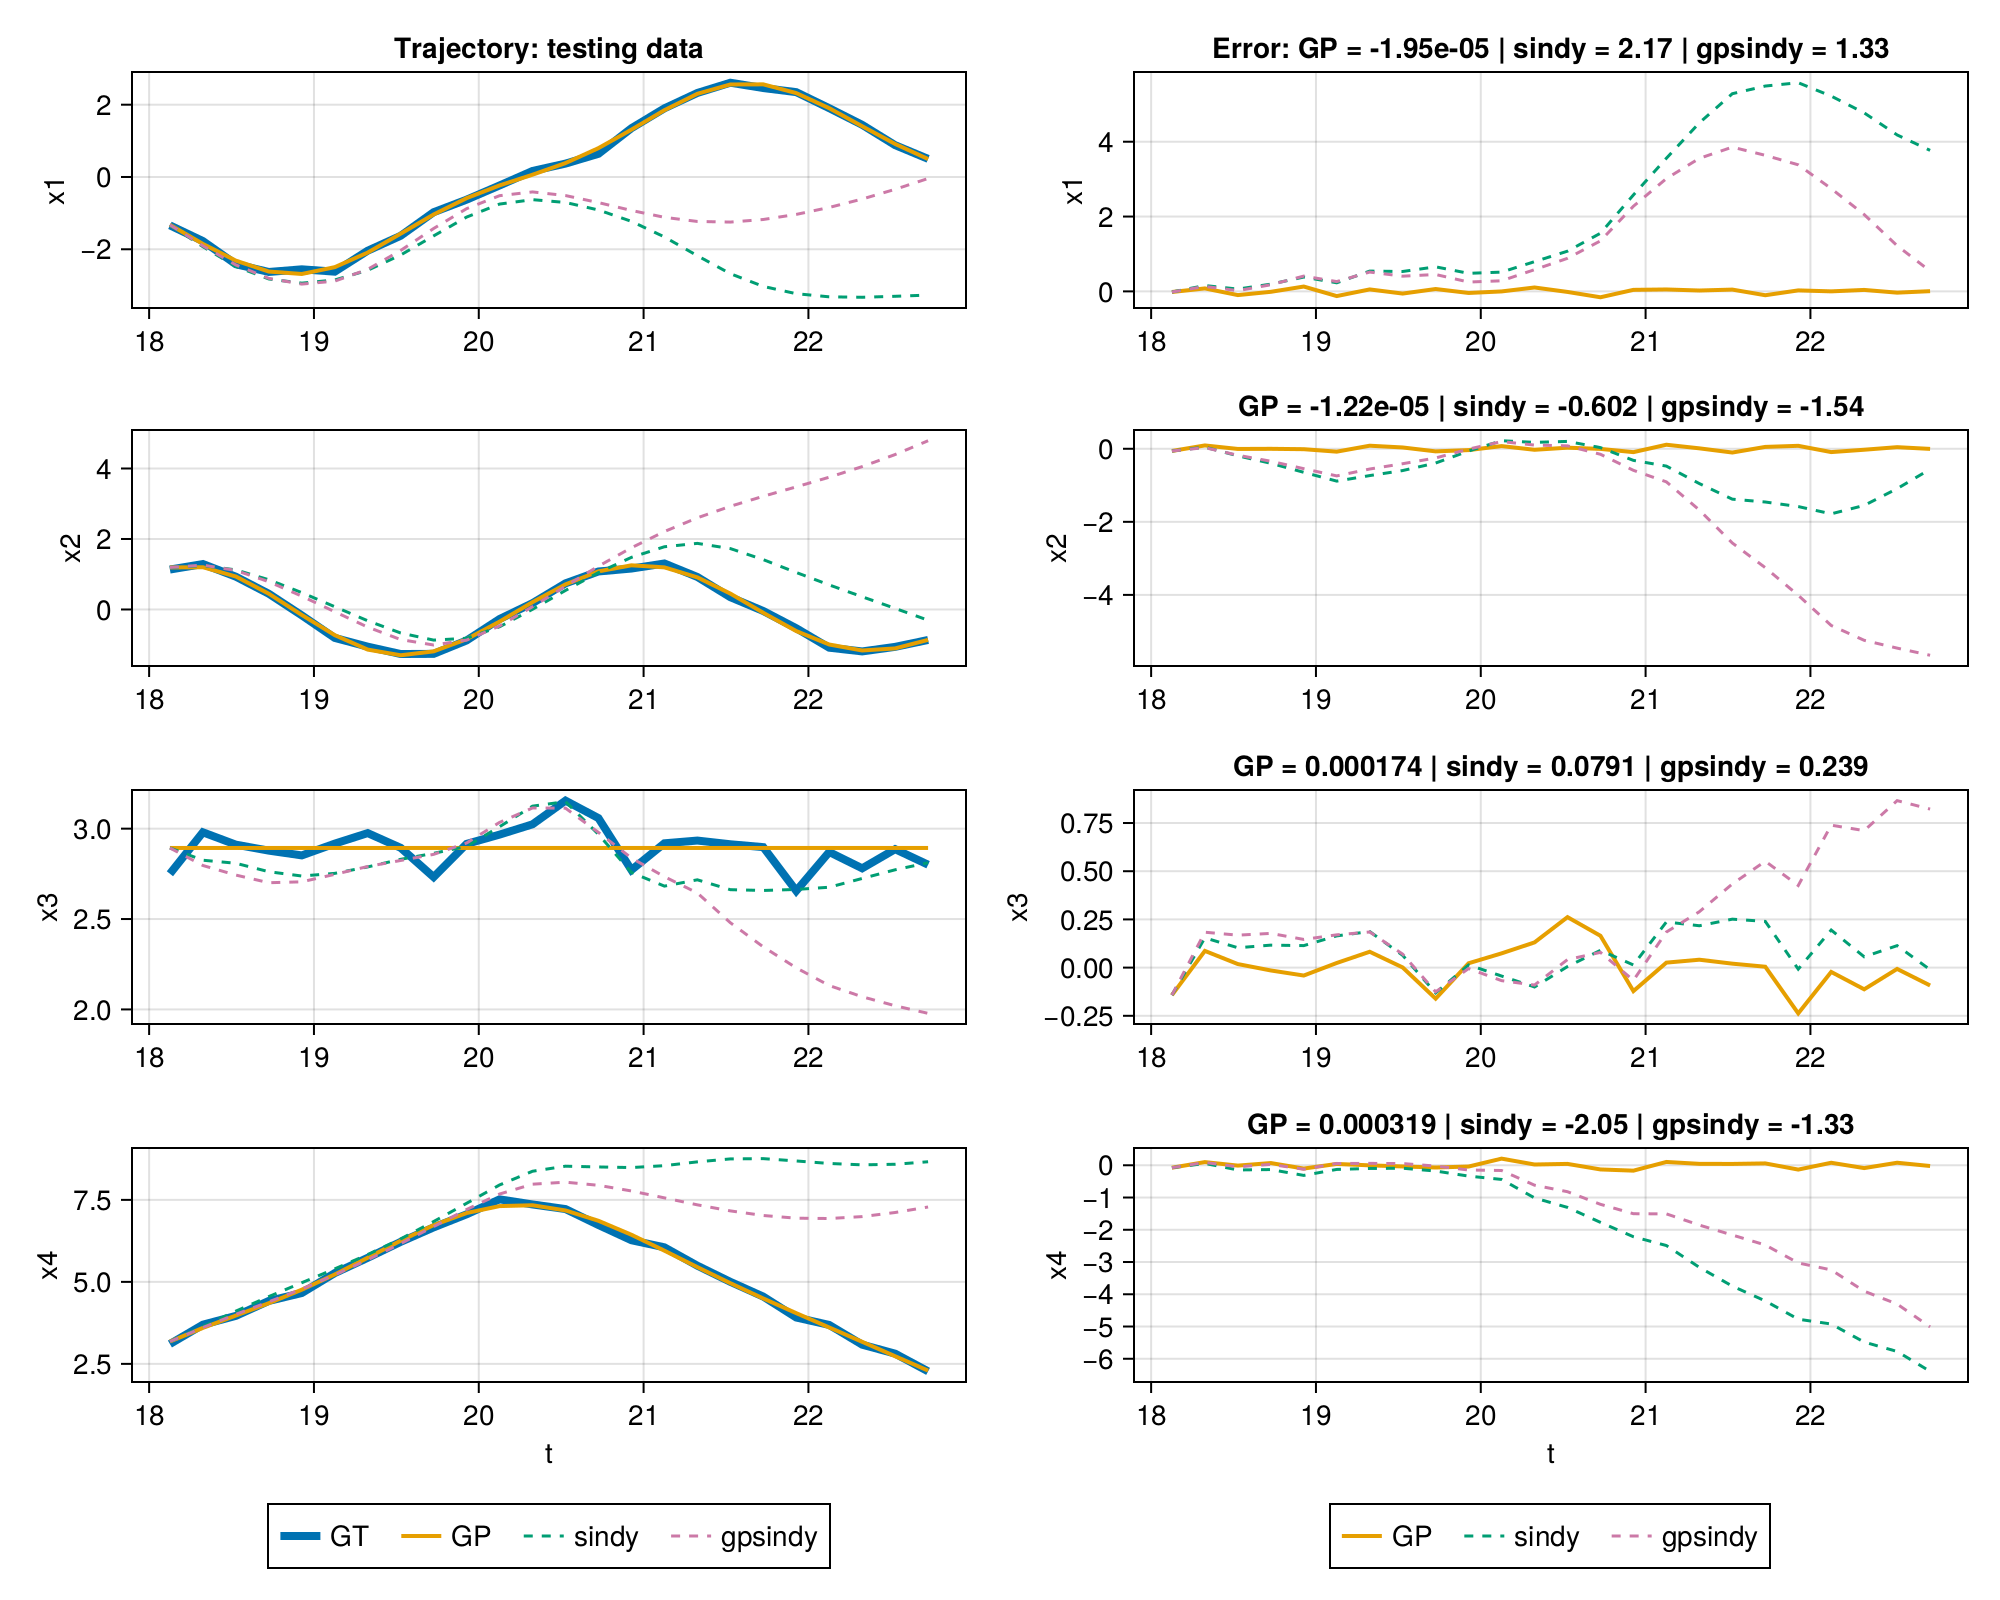 Trajectory: testing data
x1
2
0
−2
18 19 20 21 22
Error: GP = -1.95e-05 | sindy = 2.17 | gpsindy = 1.33
x1
4
2
0
18 19 20 21 22
x2
4
2
0
18 19 20 21 22
GP = -1.22e-05 | sindy = -0.602 | gpsindy = -1.54
x2
0
−2
−4
18 19 20 21 22
x3
3.0
2.5
2.0
18 19 20 21 22
GP = 0.000174 | sindy = 0.0791 | gpsindy = 0.239
x3
0.75
0.50
0.25
0.00
−0.25
18 19 20 21 22
x4
7.5
5.0
2.5
18 19 20 21 22
t
GP = 0.000319 | sindy = -2.05 | gpsindy = -1.33
x4
0
−1
−2
−3
−4
−5
−6
18 19 20 21 22
t
GT GP sindy gpsindy
GP sindy gpsindy